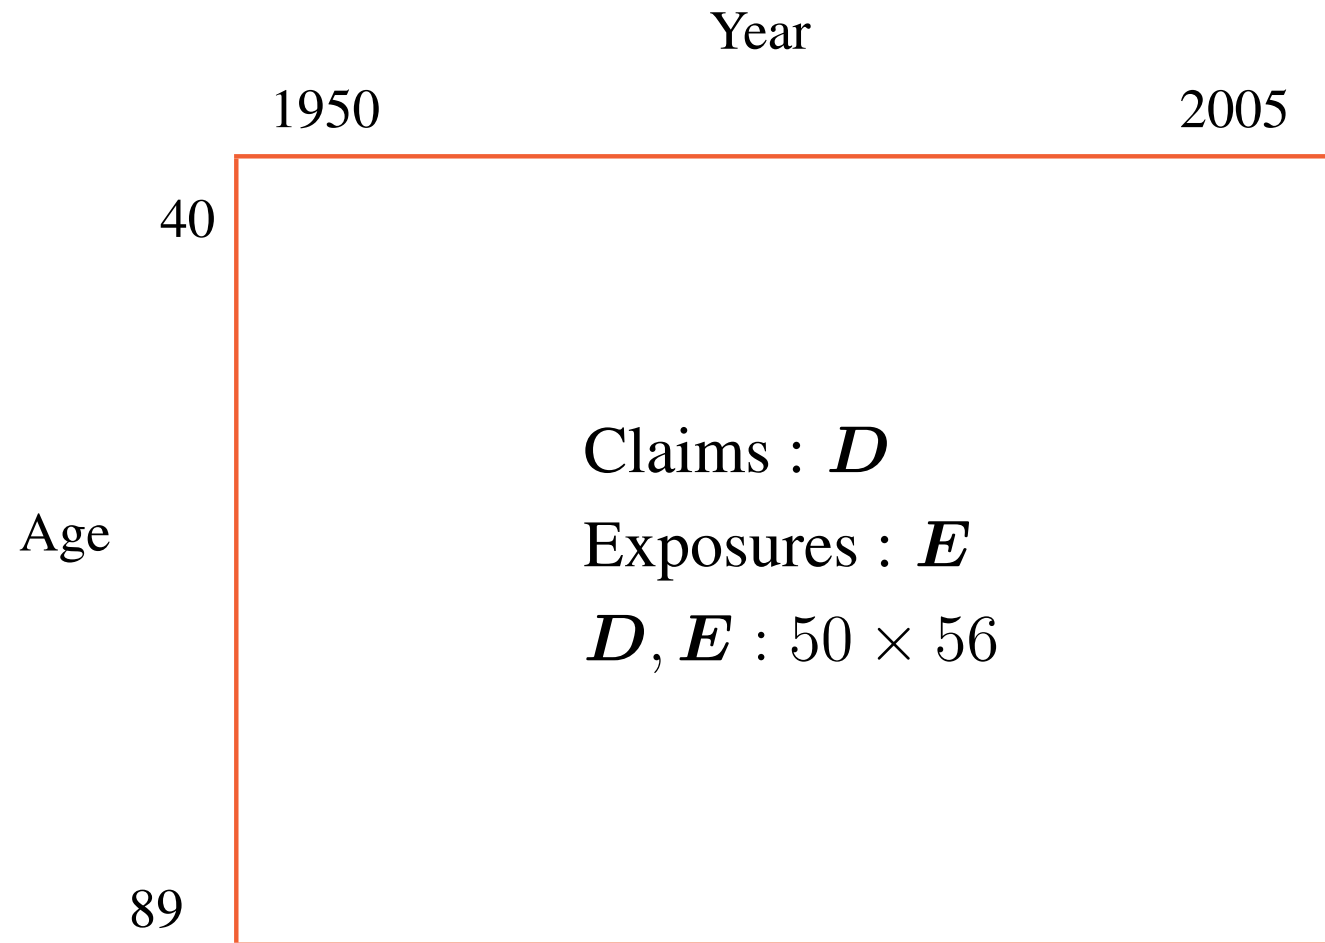 Year
1950 2005
40
Claims : D
Age
Exposures : E
D, E : 50 × 56
89